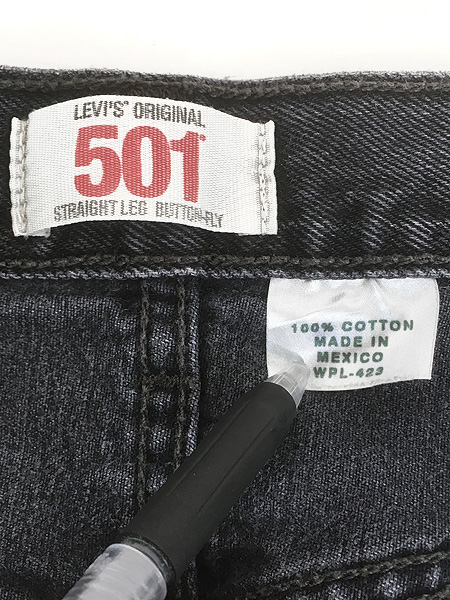 LEVI'S® ORIGINAL
501®
STRAIGHT LEG BUTTON-FLY
100% COTTON
MADE IN
MEXICO
WPL-423